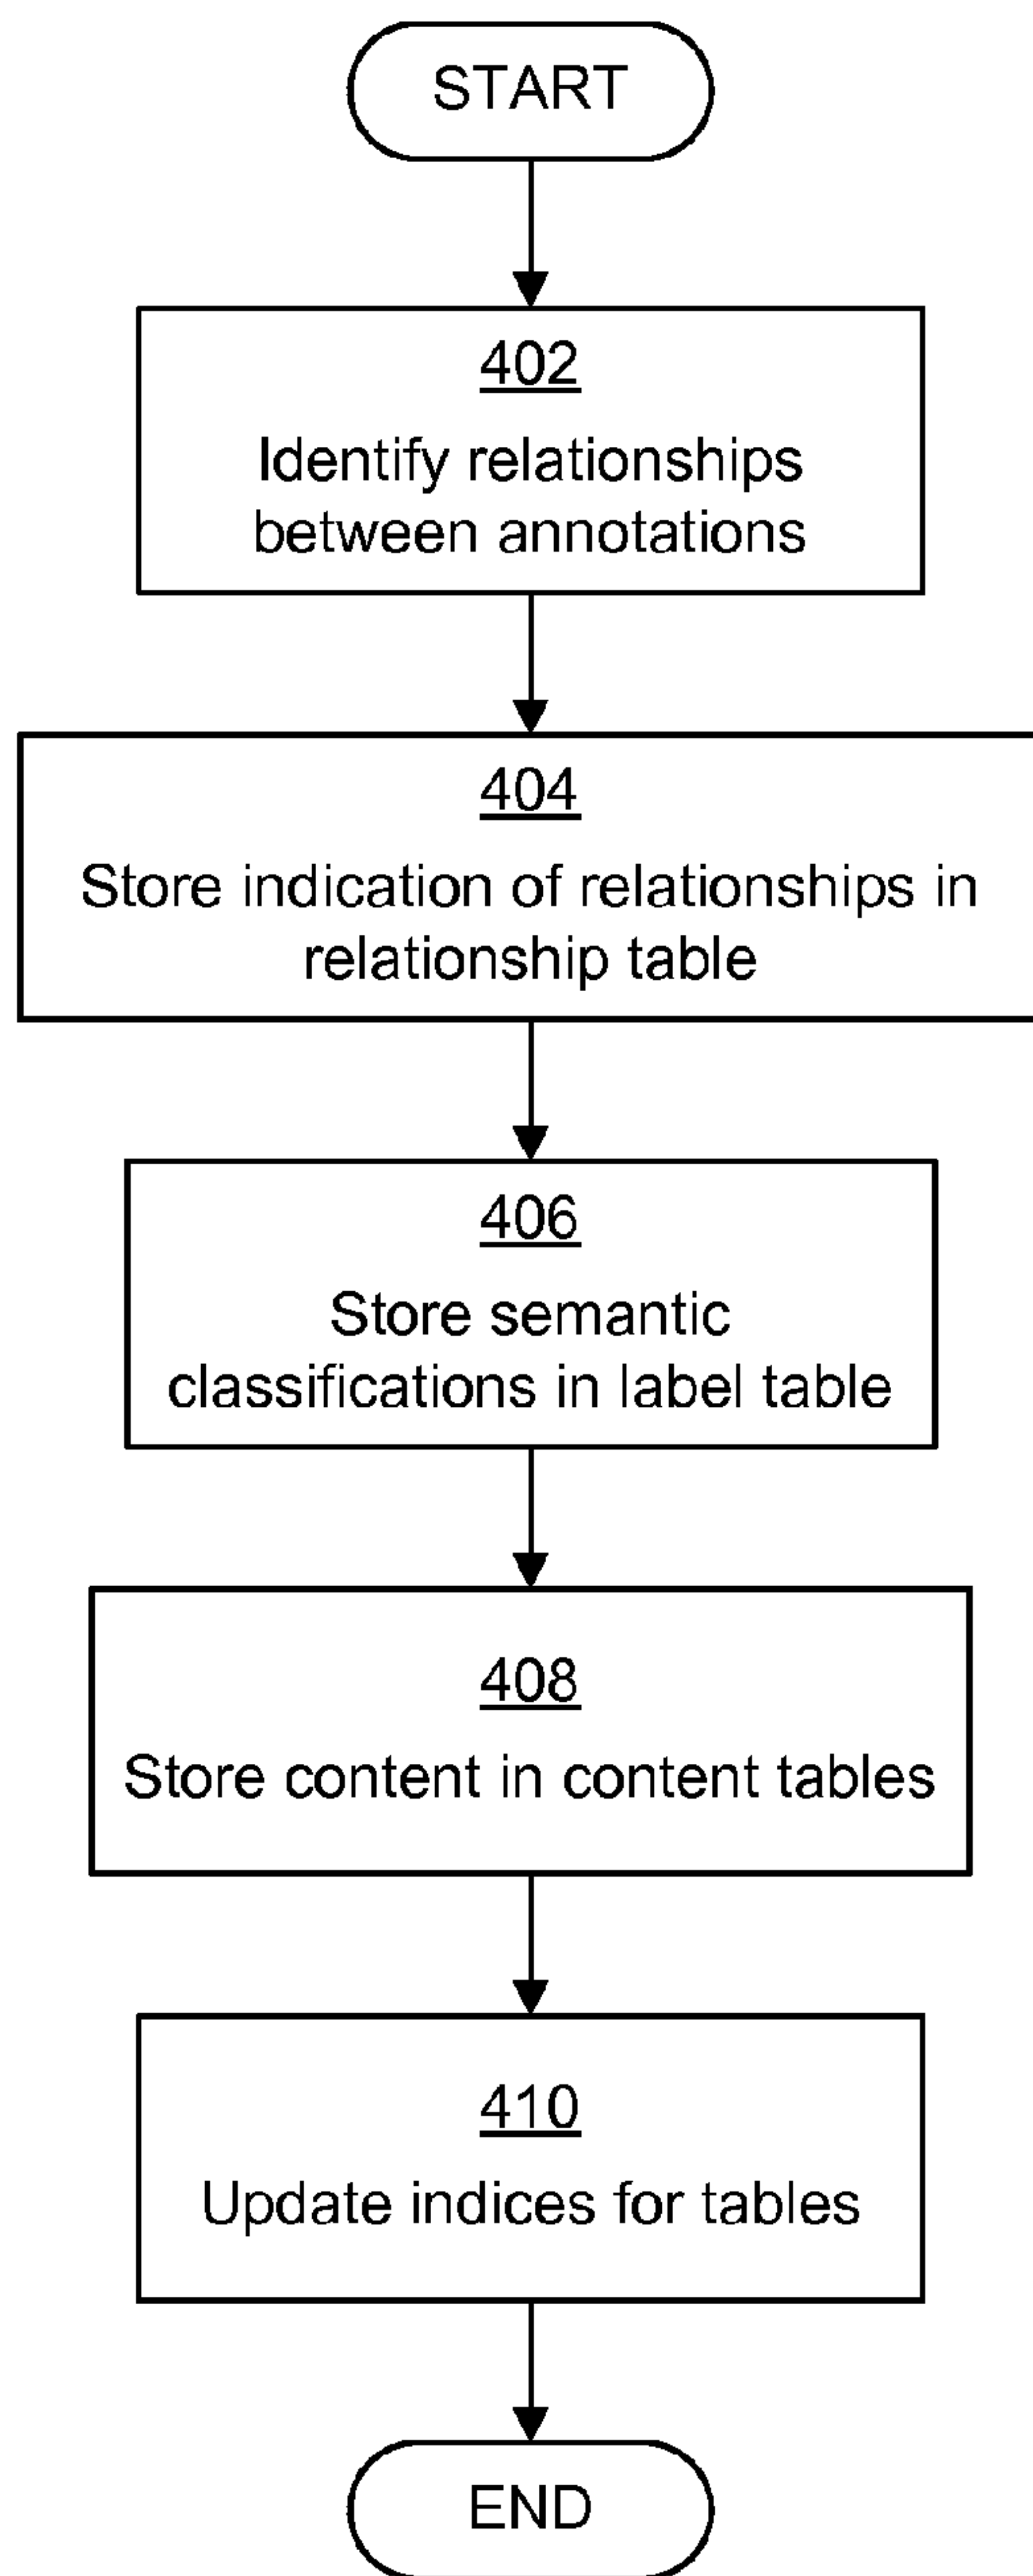 START
402
Identify relationships
between annotations
404
Store indication of relationships in
relationship table
406
Store semantic
classifications in label table
408
Store content in content tables
410
Update indices for tables
END